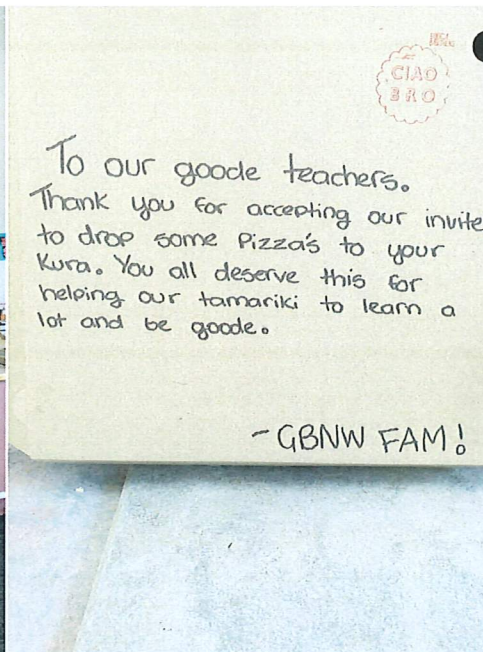 CIAO
BRO
To our goode teachers.
Thank you for accepting our invite
to drop some Pizza's to your
Kura. You all deserve this for
helping our tamariki to learn a
lot and be goode.
-GBNW FAM!